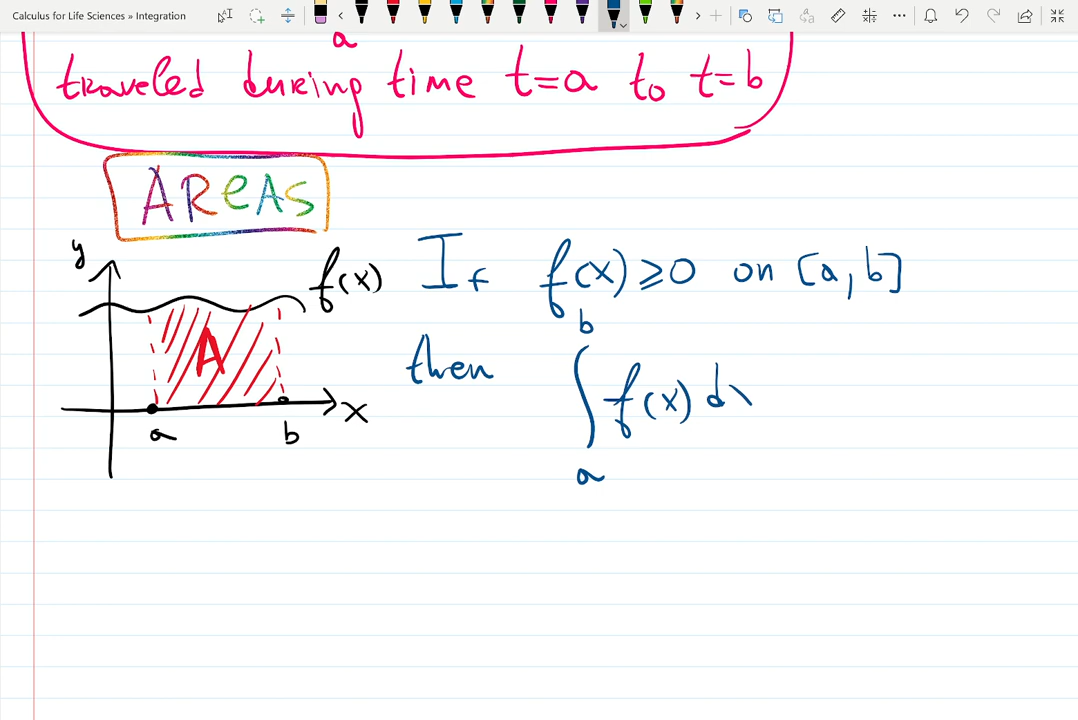 Calculus for Life Sciences » Integration
a
traveled during time t=a to t=b
AReAS
y
f(x)
If f(x) ≥ 0 on [a, b]
A
a
b
x
then
b
∫ f(x) d
a